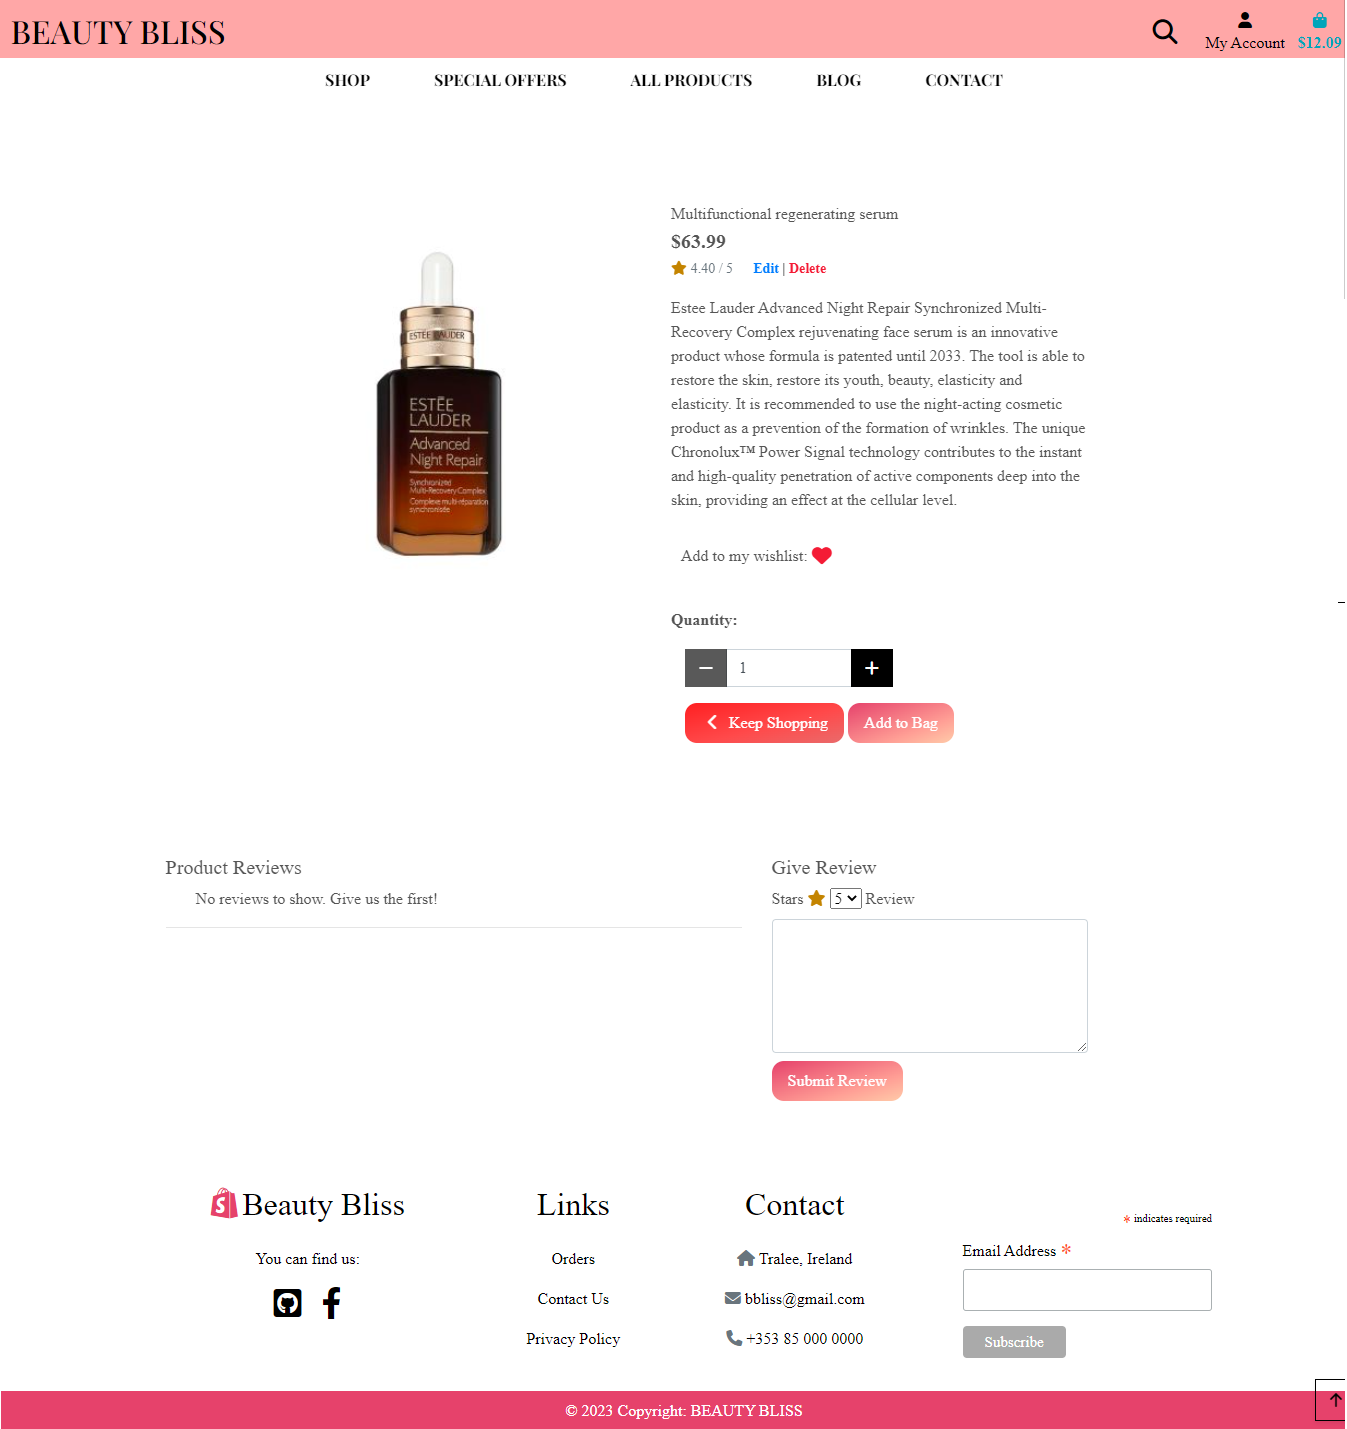 BEAUTY BLISS
My Account
$12.09
SHOP SPECIAL OFFERS ALL PRODUCTS BLOG CONTACT
Multifunctional regenerating serum
$63.99
4.40 / 5 Edit | Delete
Estee Lauder Advanced Night Repair Synchronized Multi-
Recovery Complex rejuvenating face serum is an innovative
product whose formula is patented until 2033. The tool is able to
restore the skin, restore its youth, beauty, elasticity and
elasticity. It is recommended to use the night-acting cosmetic
product as a prevention of the formation of wrinkles. The unique
Chronolux™ Power Signal technology contributes to the instant
and high-quality penetration of active components deep into the
skin, providing an effect at the cellular level.
ESTĒE LAUDER
ESTĒE
LAUDER
Advanced
Night Repair
Synchronized
Multi-Recovery Complex
Complexe multi-réparation
synchronisée
Add to my wishlist:
Quantity:
1
Keep Shopping
Add to Bag
Product Reviews
No reviews to show. Give us the first!
Give Review
Stars 5 Review
Submit Review
Beauty Bliss
You can find us:
Links
Orders
Contact Us
Privacy Policy
Contact
Tralee, Ireland
bbliss@gmail.com
+353 85 000 0000
* indicates required
Email Address *
Subscribe
© 2023 Copyright: BEAUTY BLISS